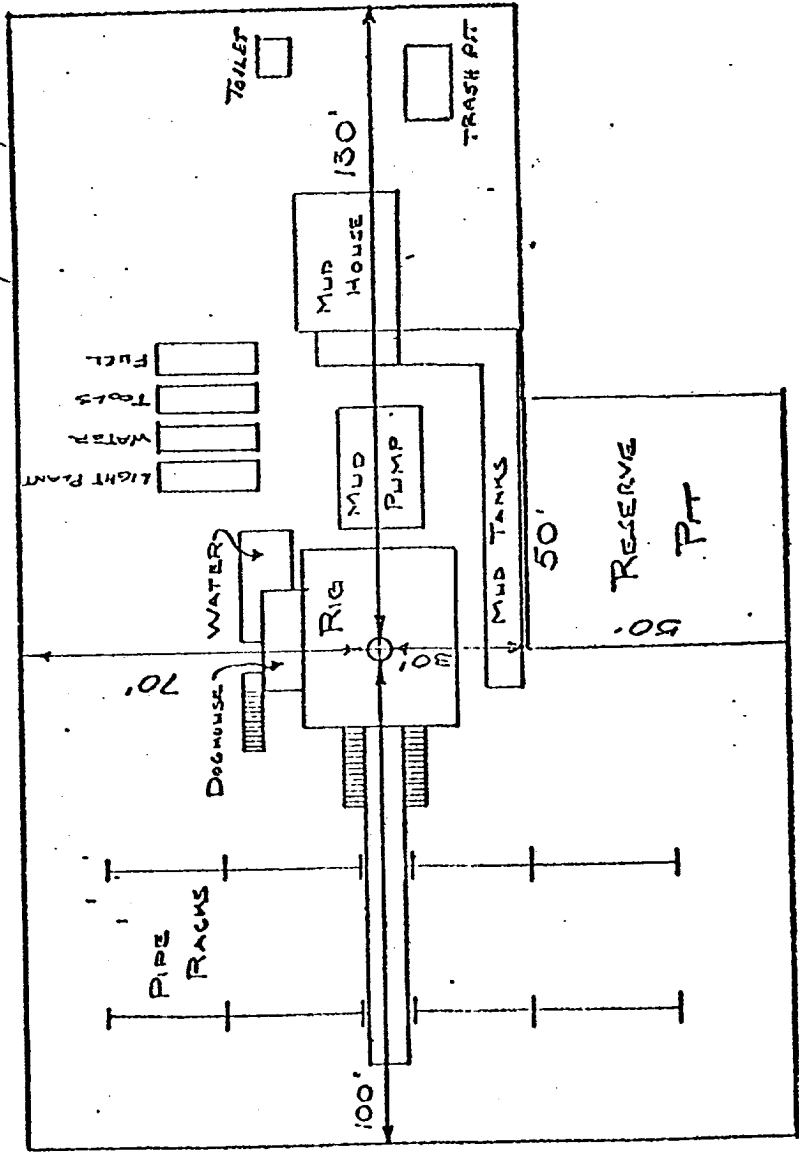 TOILET
TRASH PIT
130'
MUD
HOUSE
FUEL
TOOLS
WATER
LIGHT PLANT
MUD
PUMP
WATER
RIG
DOGHOUSE
MUD TANKS
50'
RESERVE
PIT
50'
70'
30'
PIPE
RACKS
100'